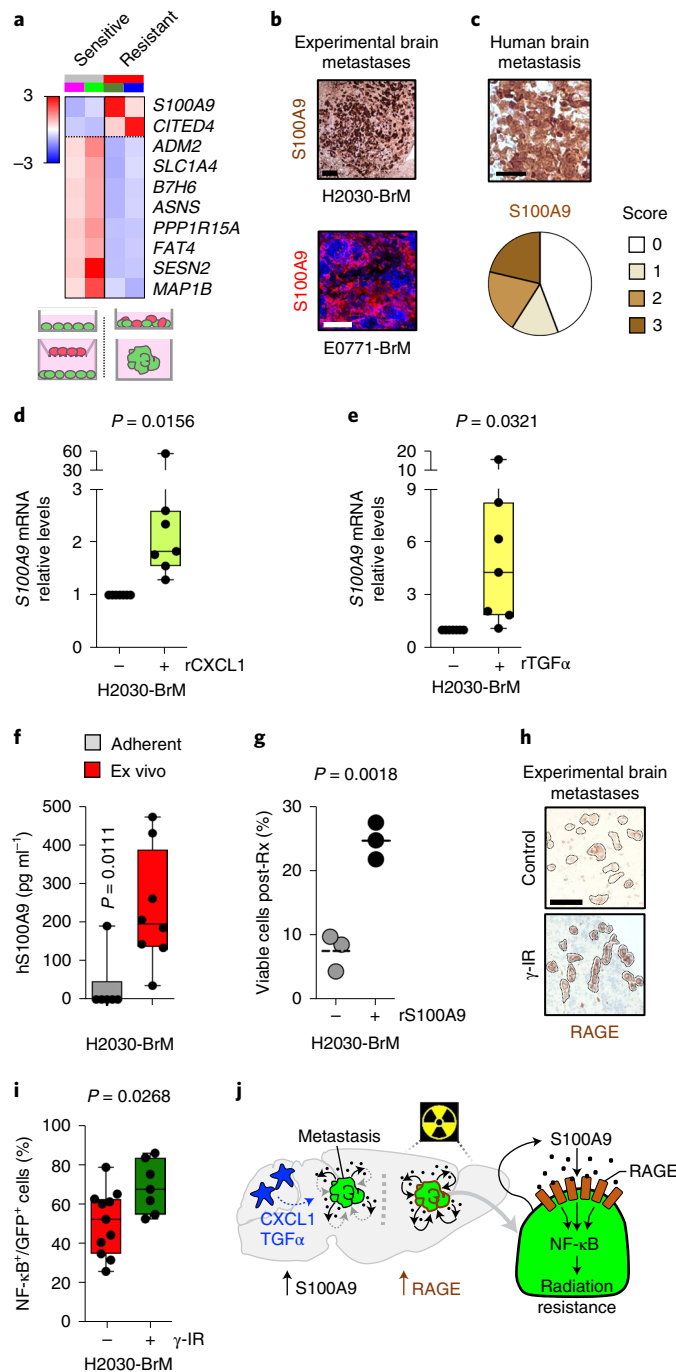 a
Sensitive
Resistant
3
−3
S100A9
CITED4
ADM2
SLC1A4
B7H6
ASNS
PPP1R15A
FAT4
SESN2
MAP1B
b
Experimental brain
metastases
S100A9
H2030-BrM
S100A9
E0771-BrM
c
Human brain
metastasis
S100A9
Score
0
1
2
3
d
P = 0.0156
S100A9 mRNA
relative levels
60
30
3
2
1
0
− + rCXCL1
H2030-BrM
e
P = 0.0321
S100A9 mRNA
relative levels
20
10
9
6
3
0
− + rTGFα
H2030-BrM
f
Adherent
Ex vivo
hS100A9 (pg ml−1)
500
400
300
200
100
0
P = 0.0111
H2030-BrM
g
P = 0.0018
Viable cells post-Rx (%)
30
20
10
0
− + rS100A9
H2030-BrM
h
Experimental brain
metastases
Control
γ-IR
RAGE
i
P = 0.0268
NF-κB+/GFP+ cells (%)
100
80
60
40
20
0
− + γ-IR
H2030-BrM
j
Metastasis
CXCL1
TGFα
↑ S100A9
↑ RAGE
S100A9
RAGE
NF-κB
Radiation
resistance